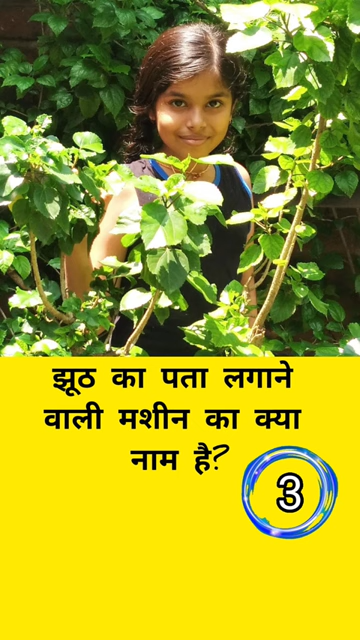 झूठ का पता लगाने
वाली मशीन का क्या
नाम है?
3